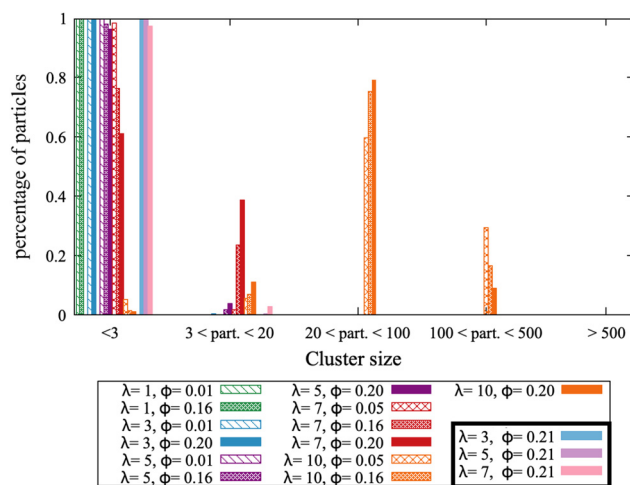 1
0.8
0.6
0.4
0.2
0
percentage of particles
<3
3 < part. < 20
20 < part. < 100
100 < part. < 500
> 500
Cluster size
λ= 1, ϕ= 0.01
λ= 1, ϕ= 0.16
λ= 3, ϕ= 0.01
λ= 3, ϕ= 0.20
λ= 5, ϕ= 0.01
λ= 5, ϕ= 0.16
λ= 5, ϕ= 0.20
λ= 7, ϕ= 0.05
λ= 7, ϕ= 0.16
λ= 7, ϕ= 0.20
λ= 10, ϕ= 0.05
λ= 10, ϕ= 0.16
λ= 10, ϕ= 0.20
λ= 3, ϕ= 0.21
λ= 5, ϕ= 0.21
λ= 7, ϕ= 0.21